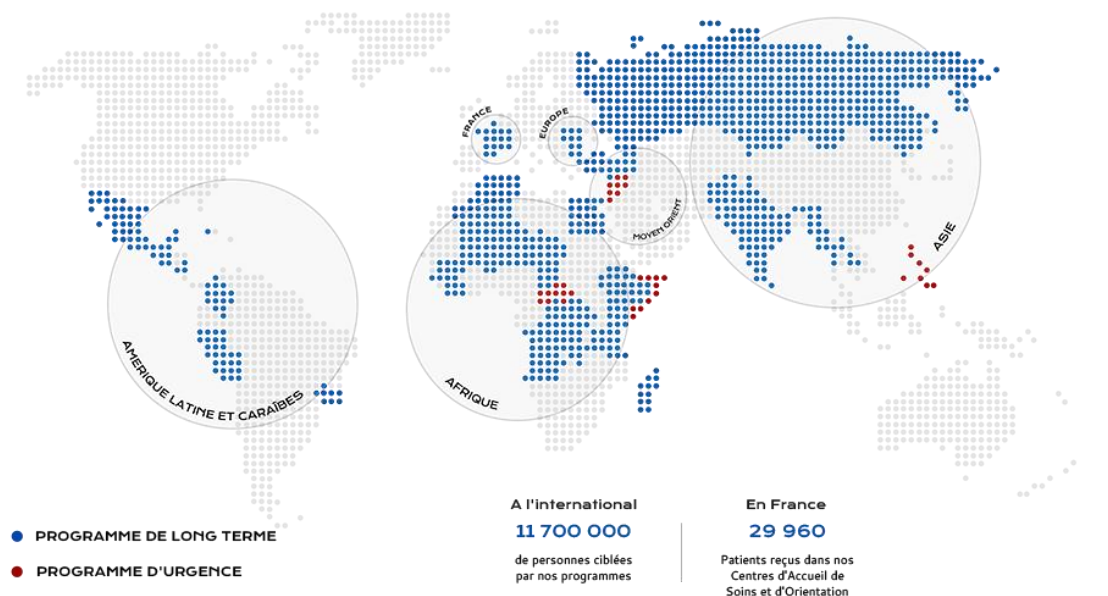 FRANCE
EUROPE
MOYEN ORIENT
ASIE
AMERIQUE LATINE ET CARAÏBES
AFRIQUE
PROGRAMME DE LONG TERME
PROGRAMME D'URGENCE
A l'international
11 700 000
de personnes ciblées
par nos programmes
En France
29 960
Patients reçus dans nos
Centres d'Accueil de
Soins et d'Orientation